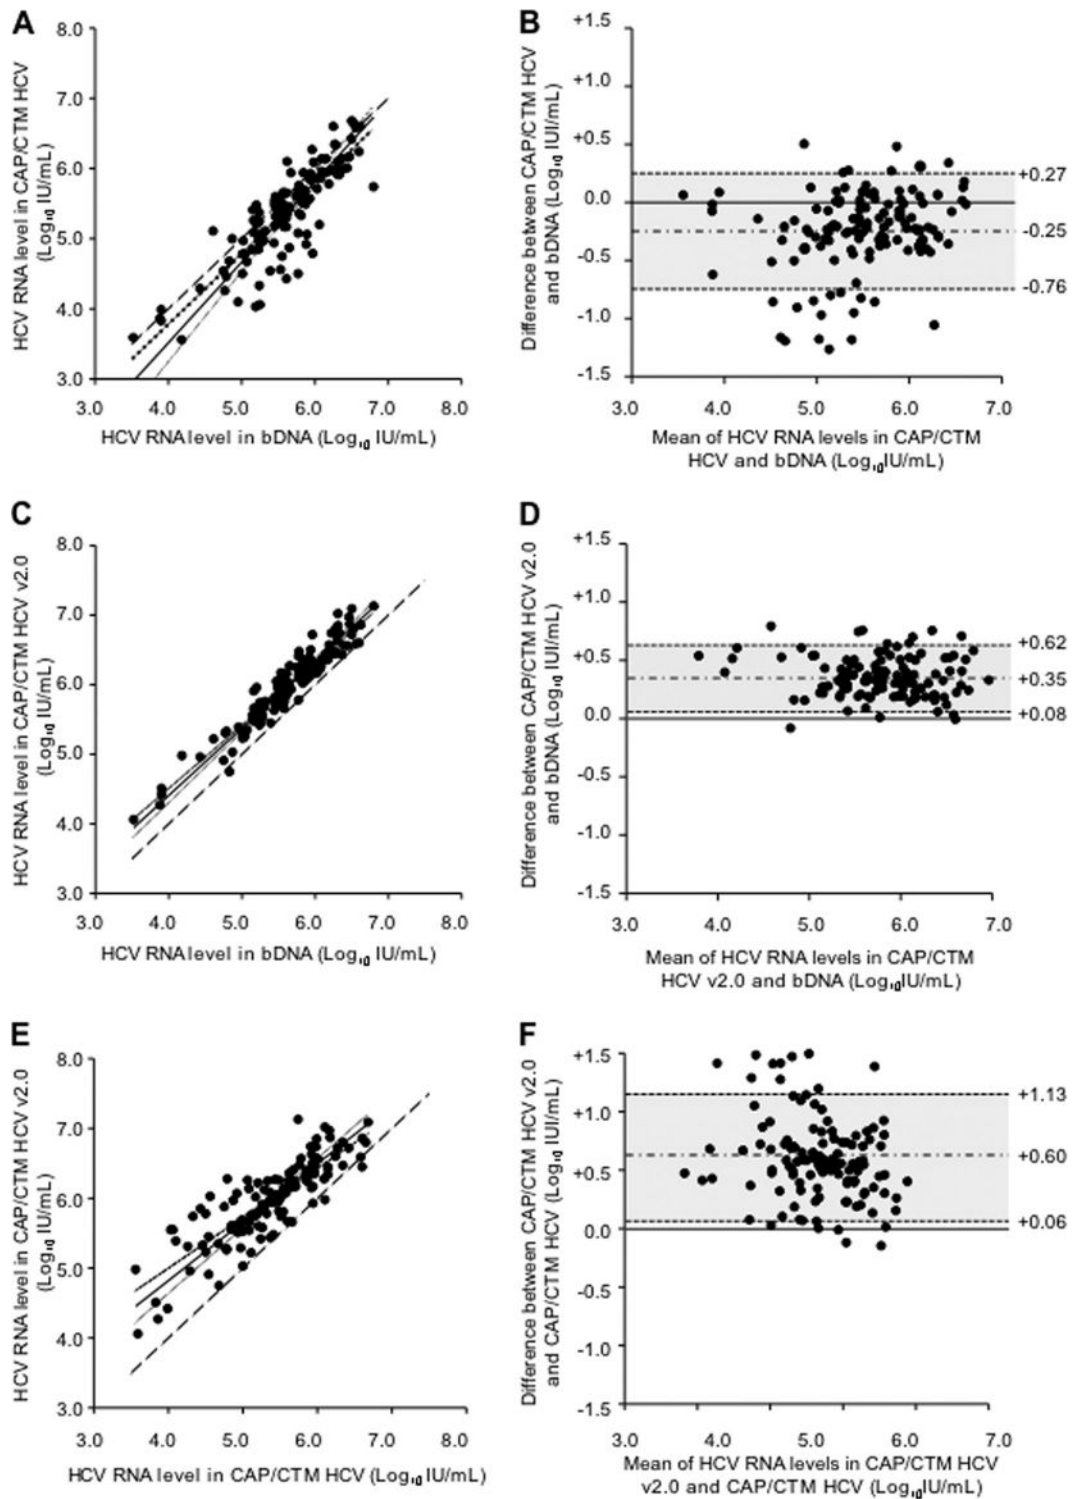 A
HCV RNA level in CAP/CTM HCV
(Log₁₀ IU/mL)
8.0
7.0
6.0
5.0
4.0
3.0
3.0 4.0 5.0 6.0 7.0 8.0
HCV RNA level in bDNA (Log₁₀ IU/mL)
B
Difference between CAP/CTM HCV
and bDNA (Log₁₀ IUI/mL)
+1.5
+1.0
+0.5
0.0
-0.5
-1.0
-1.5
+0.27
-0.25
-0.76
3.0 4.0 5.0 6.0 7.0
Mean of HCV RNA levels in CAP/CTM
HCV and bDNA (Log₁₀IU/mL)
C
HCV RNA level in CAP/CTM HCV v2.0
(Log₁₀ IU/mL)
8.0
7.0
6.0
5.0
4.0
3.0
3.0 4.0 5.0 6.0 7.0 8.0
HCV RNA level in bDNA (Log₁₀ IU/mL)
D
Difference between CAP/CTM HCV v2.0
and bDNA (Log₁₀ IUI/mL)
+1.5
+1.0
+0.5
0.0
-0.5
-1.0
-1.5
+0.62
+0.35
+0.08
3.0 4.0 5.0 6.0 7.0
Mean of HCV RNA levels in CAP/CTM
HCV v2.0 and bDNA (Log₁₀IU/mL)
E
HCV RNA level in CAP/CTM HCV v2.0
(Log₁₀ IU/mL)
8.0
7.0
6.0
5.0
4.0
3.0
3.0 4.0 5.0 6.0 7.0 8.0
HCV RNA level in CAP/CTM HCV (Log₁₀ IU/mL)
F
Difference between CAP/CTM HCV v2.0
and CAP/CTM HCV (Log₁₀ IUI/mL)
+1.5
+1.0
+0.5
0.0
-0.5
-1.0
-1.5
+1.13
+0.60
+0.06
3.0 4.0 5.0 6.0 7.0
Mean of HCV RNA levels in CAP/CTM HCV
v2.0 and CAP/CTM HCV (Log₁₀IU/mL)